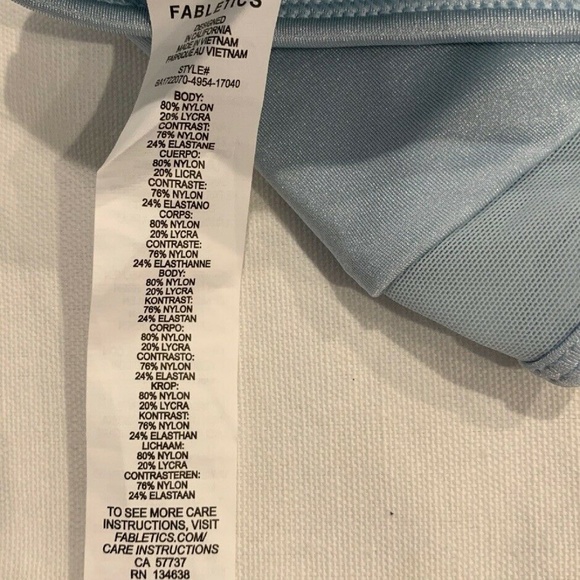 FABLETICS
DESIGNED
IN CALIFORNIA
MADE IN VIETNAM
FABRIQUÉ AU VIETNAM
STYLE#
BA1722070-4954-17040
BODY:
80% NYLON
20% LYCRA
CONTRAST:
76% NYLON
24% ELASTANE
CUERPO:
80% NYLON
20% LICRA
CONTRASTE:
76% NYLON
24% ELASTANO
CORPS:
80% NYLON
20% LYCRA
CONTRASTE:
76% NYLON
24% ELASTHANNE
BODY:
80% NYLON
20% LYCRA
KONTRAST:
76% NYLON
24% ELASTAN
CORPO:
80% NYLON
20% LYCRA
CONTRASTO:
76% NYLON
24% ELASTAN
KROP:
80% NYLON
20% LYCRA
KONTRAST:
76% NYLON
24% ELASTHAN
LICHAAM:
80% NYLON
20% LYCRA
CONTRASTEREN:
76% NYLON
24% ELASTAAN
TO SEE MORE CARE
INSTRUCTIONS, VISIT
FABLETICS.COM/
CARE INSTRUCTIONS
CA 57737
RN 134638